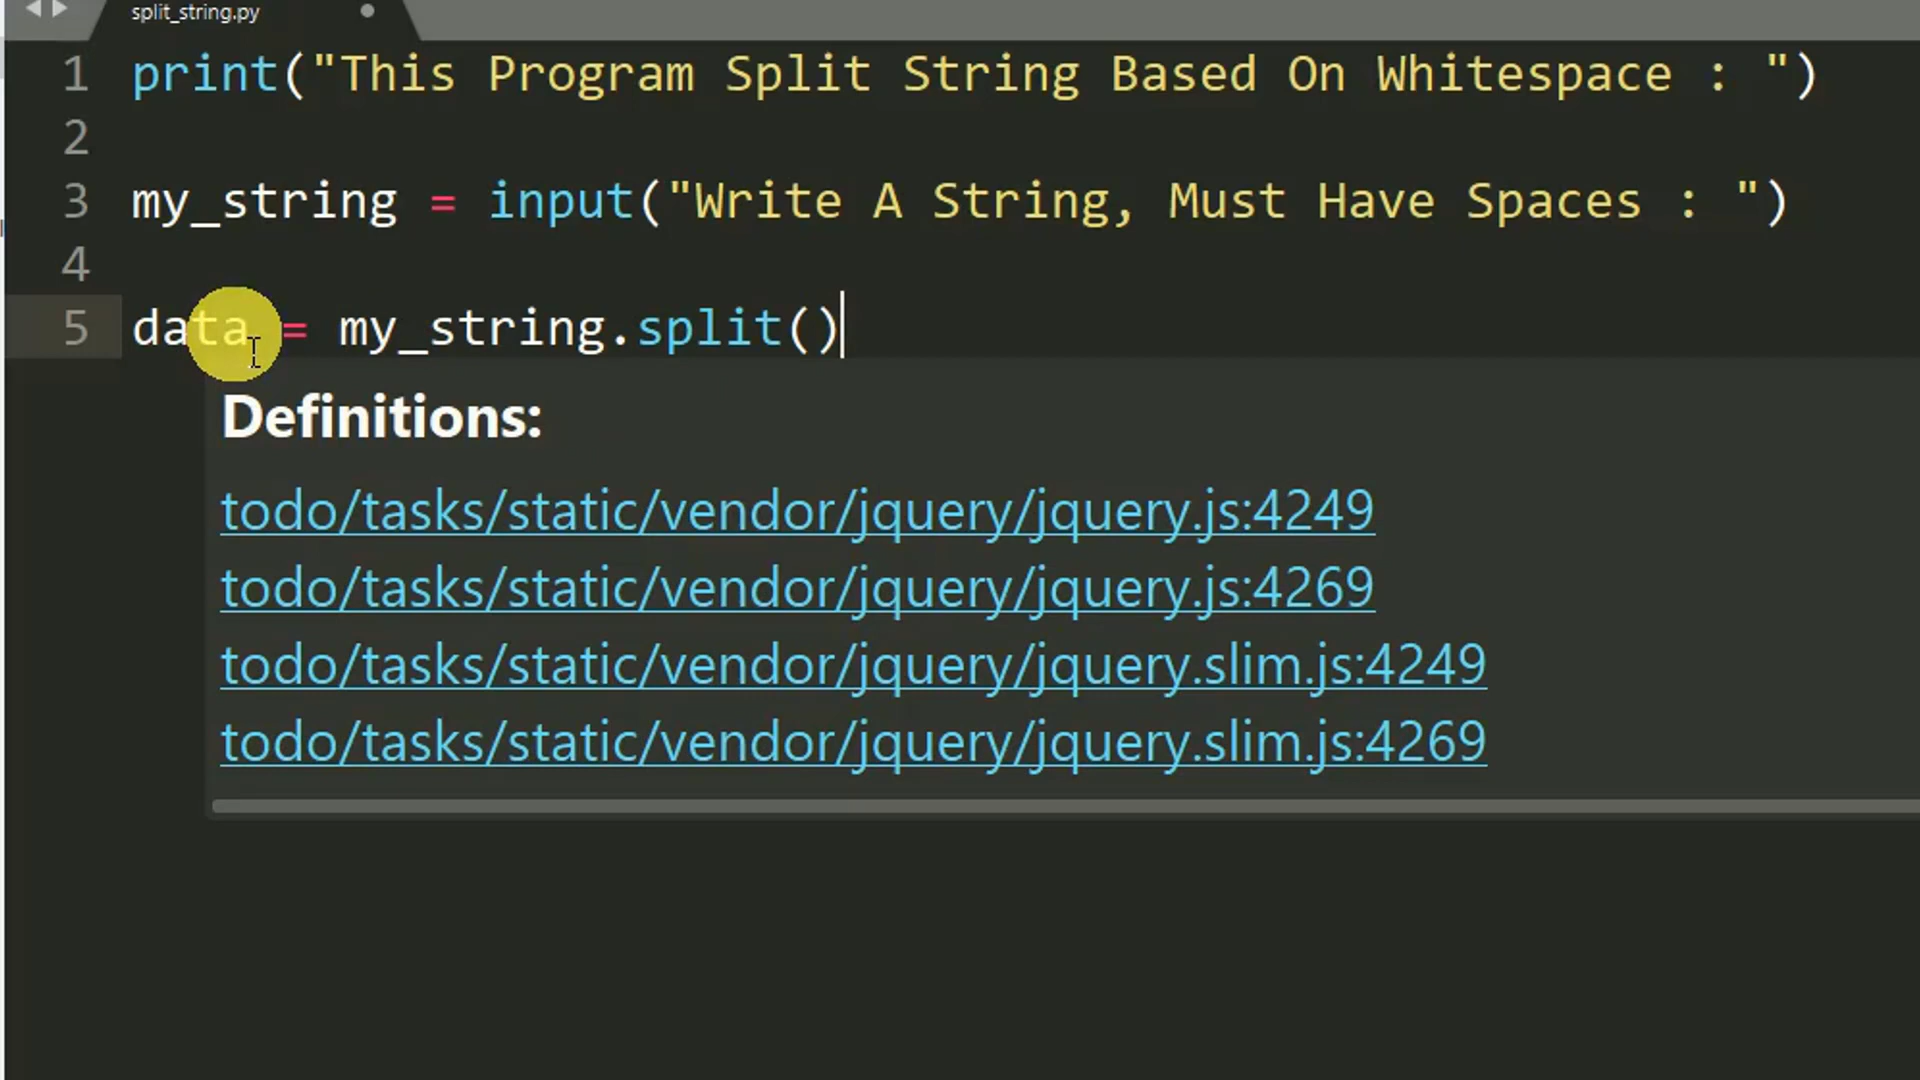 split_string.py
1 print("This Program Split String Based On Whitespace : ")
2
3 my_string = input("Write A String, Must Have Spaces : ")
4
5 data = my_string.split()
Definitions:
todo/tasks/static/vendor/jquery/jquery.js:4249
todo/tasks/static/vendor/jquery/jquery.js:4269
todo/tasks/static/vendor/jquery/jquery.slim.js:4249
todo/tasks/static/vendor/jquery/jquery.slim.js:4269